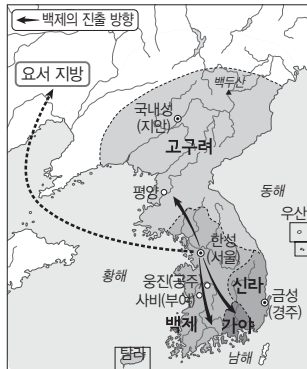 백제의 진출 방향
요서 지방
백두산
국내성
(지안)
고구려
동해
평양
우산
한성
(서울)
황해
웅진(공주)
사비(부여)
신라
금성
(경주)
백제
가야
탐라
남해